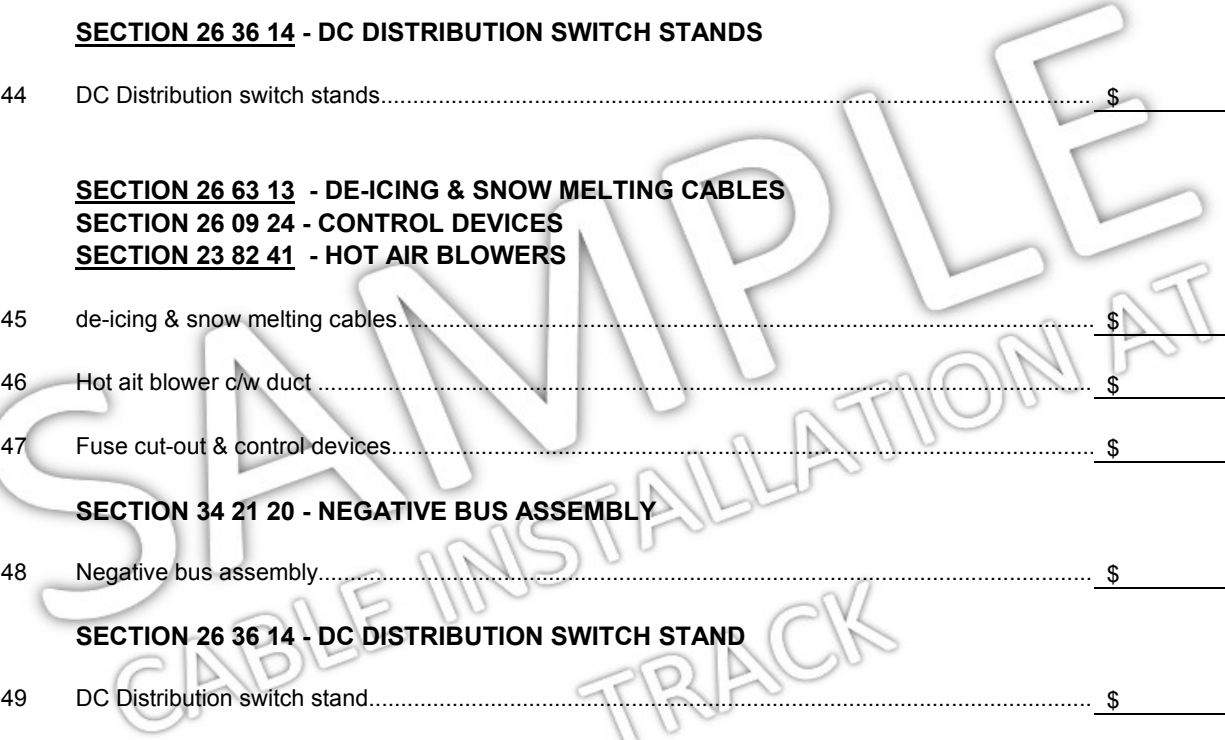 SECTION 26 36 14 - DC DISTRIBUTION SWITCH STANDS
44 DC Distribution switch stands.................................................. $
SECTION 26 63 13 - DE-ICING & SNOW MELTING CABLES
SECTION 26 09 24 - CONTROL DEVICES
SECTION 23 82 41 - HOT AIR BLOWERS
45 de-icing & snow melting cables.................................................. $
46 Hot ait blower c/w duct .................................................. $
47 Fuse cut-out & control devices.................................................. $
SECTION 34 21 20 - NEGATIVE BUS ASSEMBLY
48 Negative bus assembly.................................................. $
SECTION 26 36 14 - DC DISTRIBUTION SWITCH STAND
49 DC Distribution switch stand.................................................. $
SAMPLE
CABLE INSTALLATION AT
TRACK